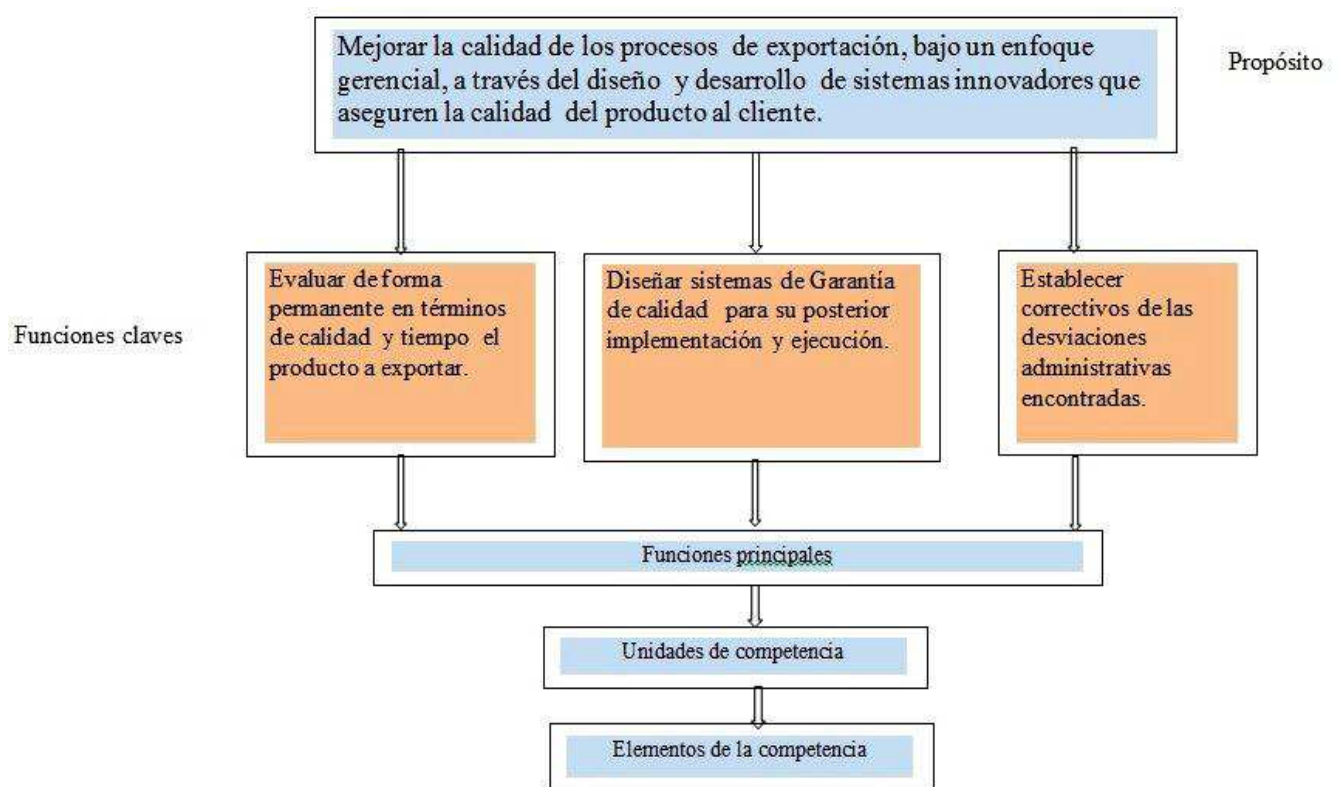 Mejorar la calidad de los procesos de exportación, bajo un enfoque
gerencial, a través del diseño y desarrollo de sistemas innovadores que
aseguren la calidad del producto al cliente.
Propósito
Funciones claves
Evaluar de forma
permanente en términos
de calidad y tiempo el
producto a exportar.
Diseñar sistemas de Garantía
de calidad para su posterior
implementación y ejecución.
Establecer
correctivos de las
desviaciones
administrativas
encontradas.
Funciones principales
Unidades de competencia
Elementos de la competencia